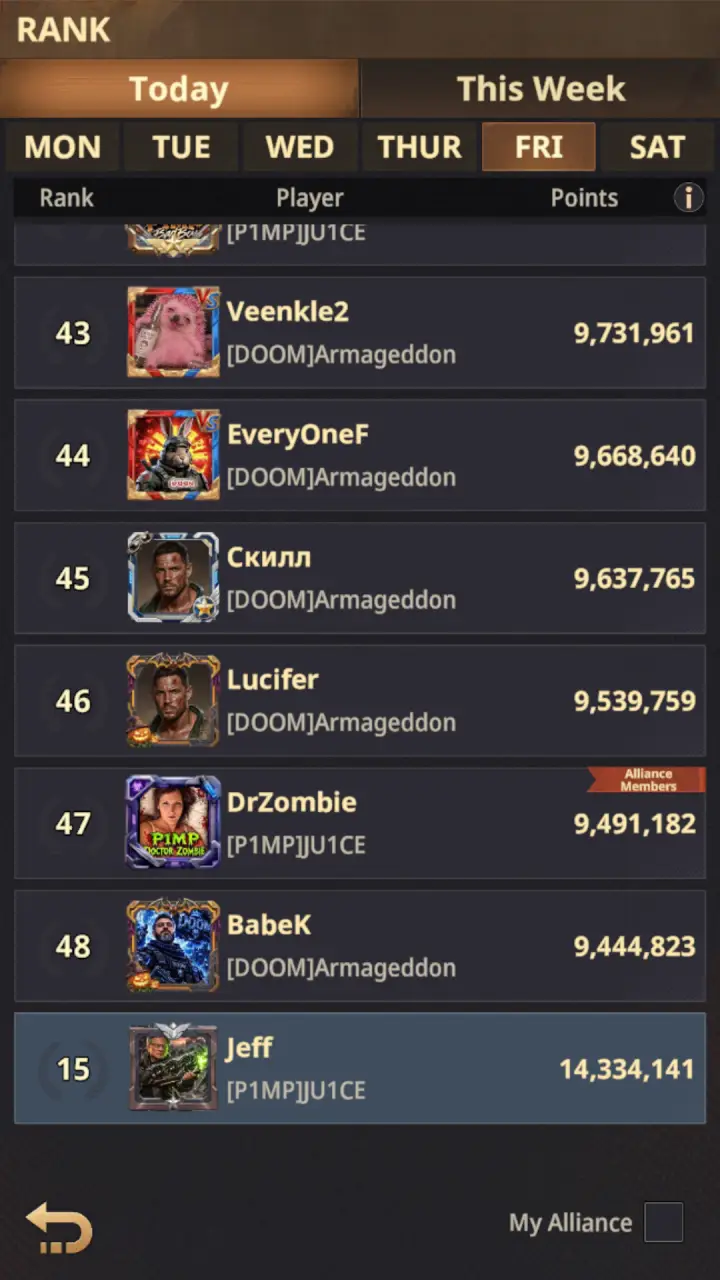 RANK
Today
This Week
MON
TUE
WED
THUR
FRI
SAT
Rank
Player
Points
[P1MP]JU1CE
43
Veenkle2
[DOOM]Armageddon
9,731,961
44
EveryOneF
[DOOM]Armageddon
9,668,640
45
Скилл
[DOOM]Armageddon
9,637,765
46
Lucifer
[DOOM]Armageddon
9,539,759
Alliance
Members
47
PIMP
DOCTOR ZOMBIE
DrZombie
[P1MP]JU1CE
9,491,182
48
BabeK
[DOOM]Armageddon
9,444,823
15
Jeff
[P1MP]JU1CE
14,334,141
My Alliance